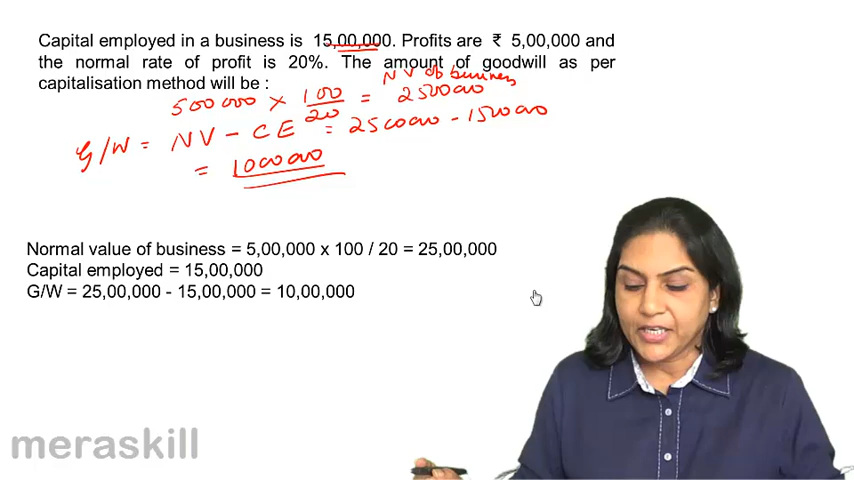 Capital employed in a business is 15,00,000. Profits are ₹ 5,00,000 and
the normal rate of profit is 20%. The amount of goodwill as per
capitalisation method will be :
NV of business
500000 × 100/20 = 2500000
G/W = NV - CE = 2500000 - 1500000
= 1000000
Normal value of business = 5,00,000 x 100 / 20 = 25,00,000
Capital employed = 15,00,000
G/W = 25,00,000 - 15,00,000 = 10,00,000
meraskill